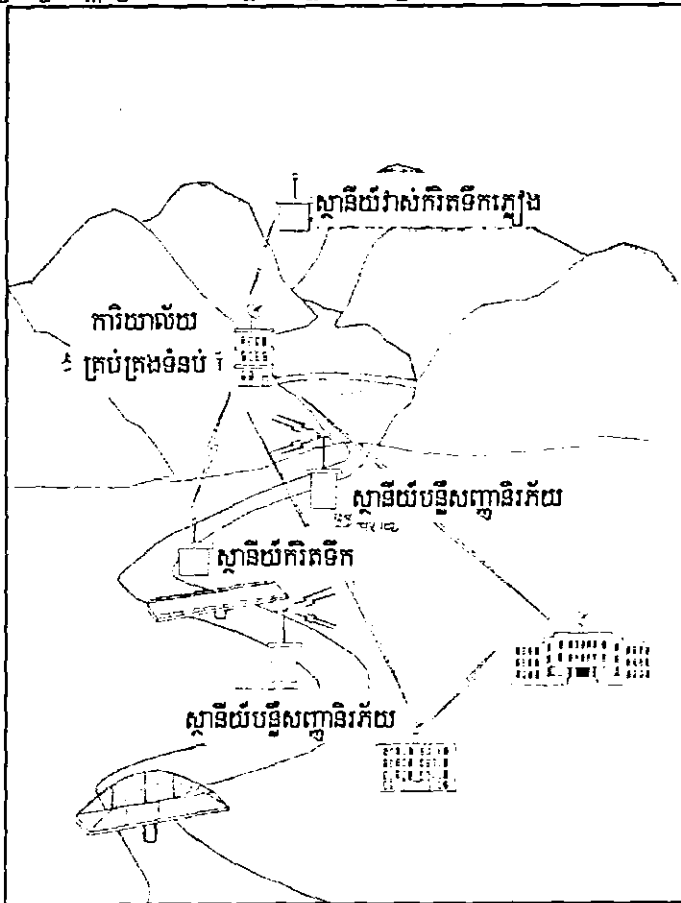 ស្ថានីយ៍វាស់ករិតទឹកភ្លៀង
ការិយាល័យ
គ្រប់គ្រងទំនប់
ស្ថានីយ៍បន្លឺសញ្ញានិរភ័យ
ស្ថានីយ៍ករិតទឹក
ស្ថានីយ៍បន្លឺសញ្ញានិរភ័យ